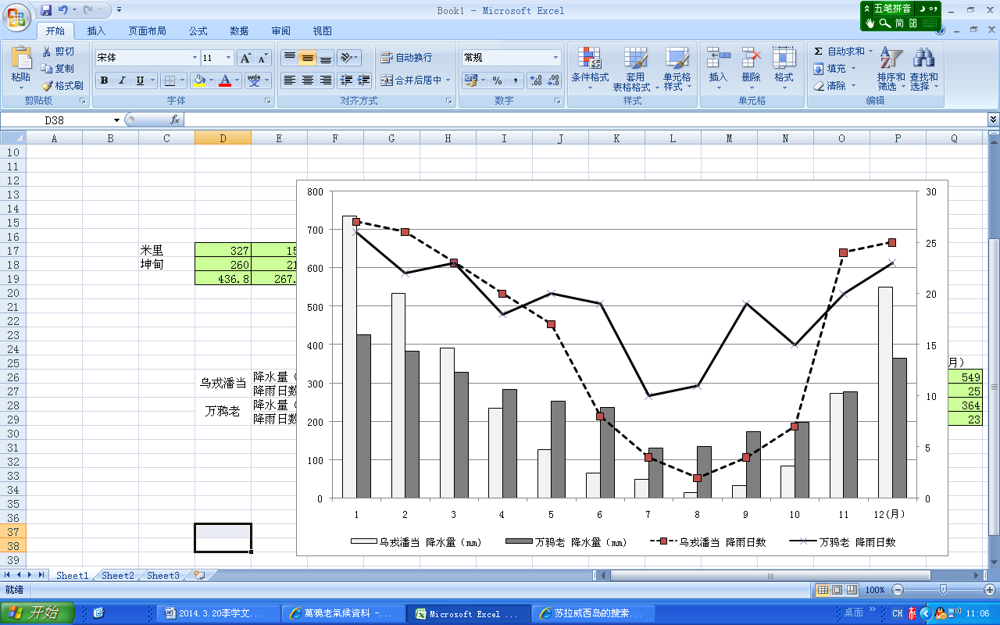 Book1 - Microsoft Excel
五笔拼音
简
开始 插入 页面布局 公式 数据 审阅 视图
粘贴 剪切
复制
格式刷
剪贴板
宋体 11
B I U 字体
自动换行
合并后居中
对齐方式
常规
% ,
数字
条件格式 套用
表格格式 单元格
样式
样式
插入 删除 格式
单元格
Σ 自动求和
填充
清除
排序和
筛选 查找和
选择
编辑
D38 fx
A B C D E F G H I J K L M N O P Q
10
11
12
13
14
15
16
17 米里 327 15
18 坤甸 260 21
19 436.8 267.
20
21
22
23
24
25 月）
26 乌戎潘当 降水量（ 549
27 降雨日数 25
28 万鸦老 降水量（ 364
29 降雨日数 23
30
31
32
33
34
35
36
37
38
39
800 30
700
25
600
20
500
400 15
300
10
200
5
100
0 0
1 2 3 4 5 6 7 8 9 10 11 12(月)
乌戎潘当 降水量（mm） 万鸦老 降水量（mm） 乌戎潘当 降雨日数 万鸦老 降雨日数
Sheet1 Sheet2 Sheet3
就绪 100%
开始 2014.3.20李学文... 萬鴉老氣候資料 -... Microsoft Excel ... 苏拉威西岛的搜索... 桌面 CH 11:06